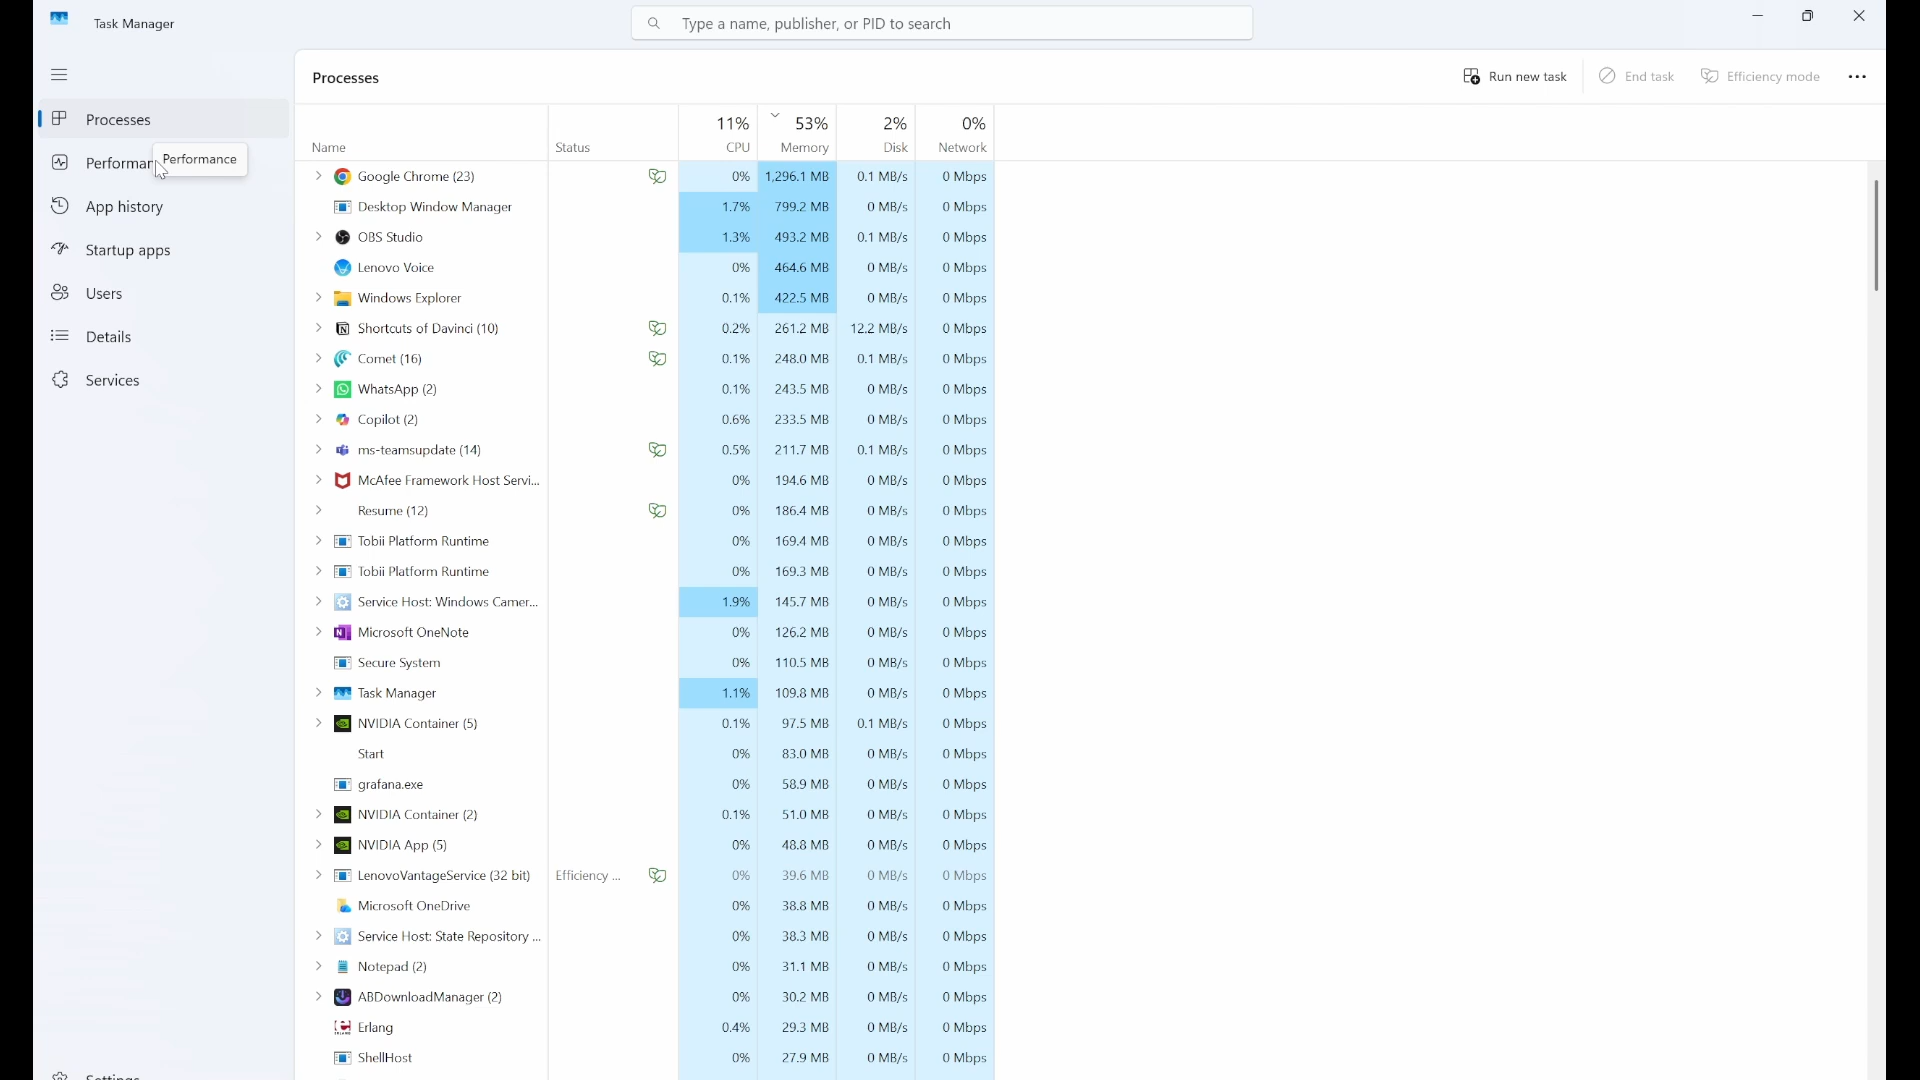 Task Manager
Type a name, publisher, or PID to search
Processes
Run new task
End task
Efficiency mode
Processes
Performan
Performance
App history
Startup apps
Users
Details
Services
11% 53% 2% 0%
Name Status CPU Memory Disk Network
Google Chrome (23) 0% 1,296.1 MB 0.1 MB/s 0 Mbps
Desktop Window Manager 1.7% 799.2 MB 0 MB/s 0 Mbps
OBS Studio 1.3% 493.2 MB 0.1 MB/s 0 Mbps
Lenovo Voice 0% 464.6 MB 0 MB/s 0 Mbps
Windows Explorer 0.1% 422.5 MB 0 MB/s 0 Mbps
Shortcuts of Davinci (10) 0.2% 261.2 MB 12.2 MB/s 0 Mbps
Comet (16) 0.1% 248.0 MB 0.1 MB/s 0 Mbps
WhatsApp (2) 0.1% 243.5 MB 0 MB/s 0 Mbps
Copilot (2) 0.6% 233.5 MB 0 MB/s 0 Mbps
ms-teamsupdate (14) 0.5% 211.7 MB 0.1 MB/s 0 Mbps
McAfee Framework Host Servi... 0% 194.6 MB 0 MB/s 0 Mbps
Resume (12) 0% 186.4 MB 0 MB/s 0 Mbps
Tobii Platform Runtime 0% 169.4 MB 0 MB/s 0 Mbps
Tobii Platform Runtime 0% 169.3 MB 0 MB/s 0 Mbps
Service Host: Windows Camer... 1.9% 145.7 MB 0 MB/s 0 Mbps
Microsoft OneNote 0% 126.2 MB 0 MB/s 0 Mbps
Secure System 0% 110.5 MB 0 MB/s 0 Mbps
Task Manager 1.1% 109.8 MB 0 MB/s 0 Mbps
NVIDIA Container (5) 0.1% 97.5 MB 0.1 MB/s 0 Mbps
Start 0% 83.0 MB 0 MB/s 0 Mbps
grafana.exe 0% 58.9 MB 0 MB/s 0 Mbps
NVIDIA Container (2) 0.1% 51.0 MB 0 MB/s 0 Mbps
NVIDIA App (5) 0% 48.8 MB 0 MB/s 0 Mbps
LenovoVantageService (32 bit) Efficiency ... 0% 39.6 MB 0 MB/s 0 Mbps
Microsoft OneDrive 0% 38.8 MB 0 MB/s 0 Mbps
Service Host: State Repository ... 0% 38.3 MB 0 MB/s 0 Mbps
Notepad (2) 0% 31.1 MB 0 MB/s 0 Mbps
ABDownloadManager (2) 0% 30.2 MB 0 MB/s 0 Mbps
Erlang 0.4% 29.3 MB 0 MB/s 0 Mbps
ShellHost 0% 27.9 MB 0 MB/s 0 Mbps